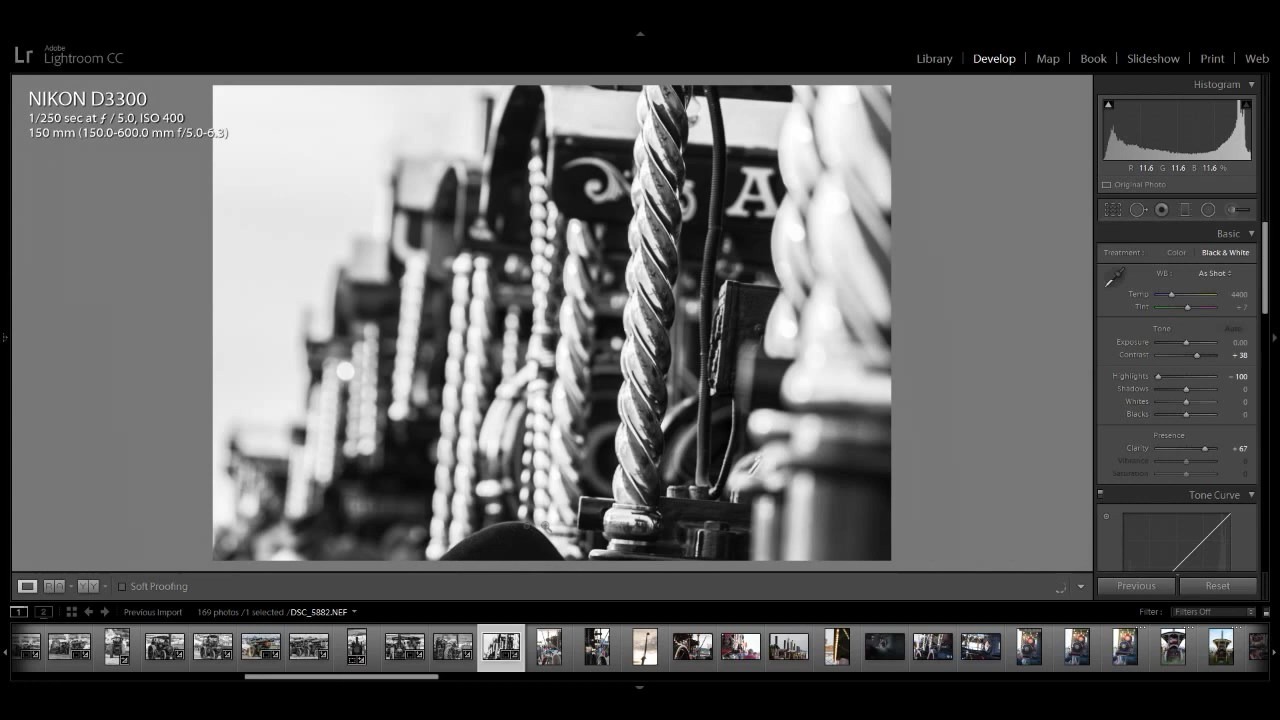 Lr Adobe
Lightroom CC
Library | Develop | Map | Book | Slideshow | Print | Web
NIKON D3300
1/250 sec at ƒ / 5.0, ISO 400
150 mm (150.0-600.0 mm f/5.0-6.3)
A
Histogram
R 11.6 G 11.6 B 11.6 %
Original Photo
Basic
Treatment : Color Black & White
WB : As Shot
Temp 4400
Tint + 7
Tone Auto
Exposure 0.00
Contrast + 38
Highlights − 100
Shadows 0
Whites 0
Blacks 0
Presence
Clarity + 67
Vibrance 0
Saturation 0
Tone Curve
Previous Reset
Soft Proofing
1 2 Previous Import 169 photos / 1 selected / DSC_5882.NEF Filter : Filters Off